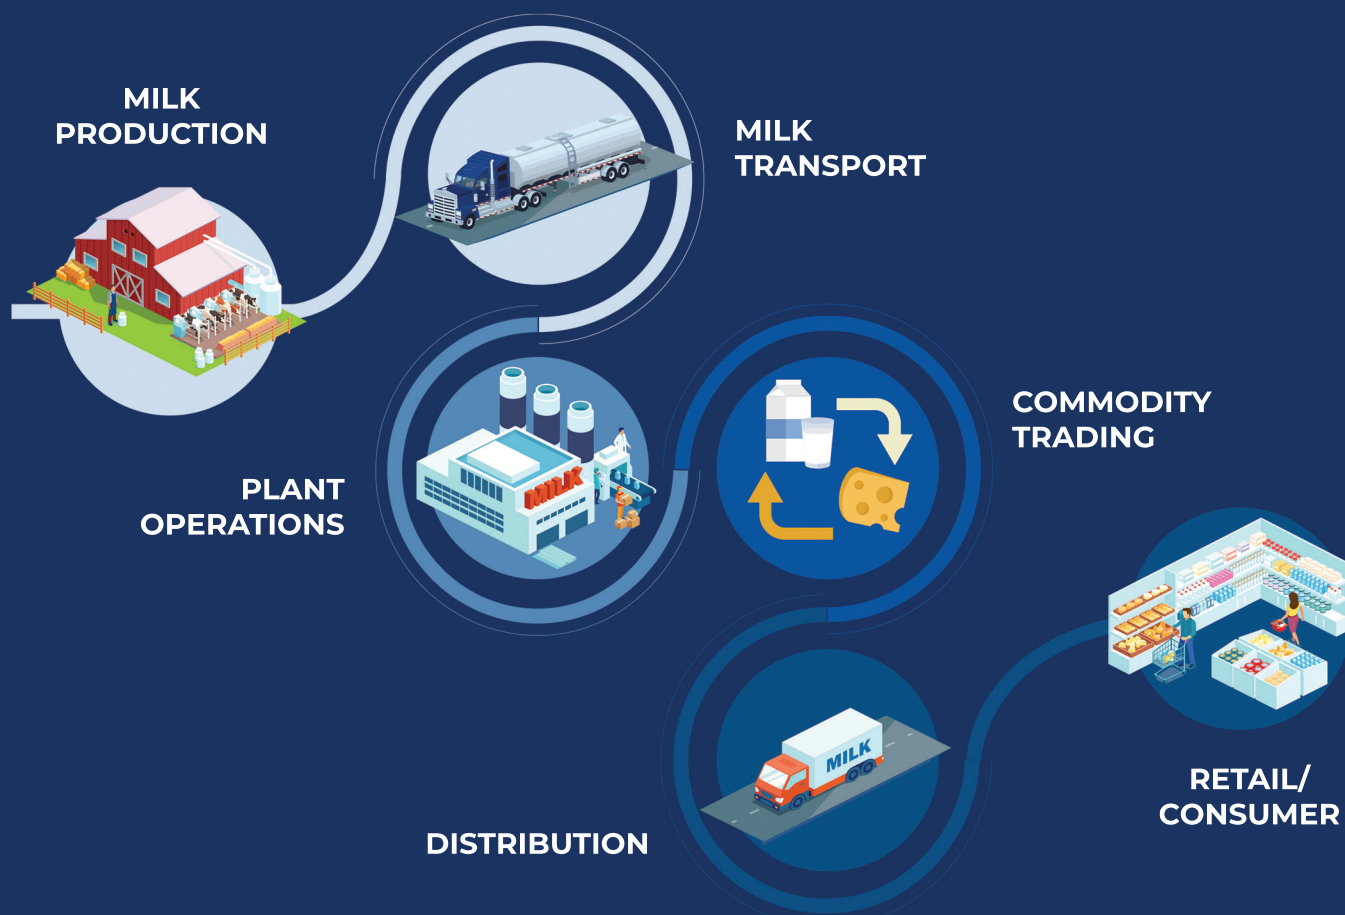 MILK
PRODUCTION
MILK
TRANSPORT
PLANT
OPERATIONS
MILK
COMMODITY
TRADING
DISTRIBUTION
MILK
RETAIL/
CONSUMER